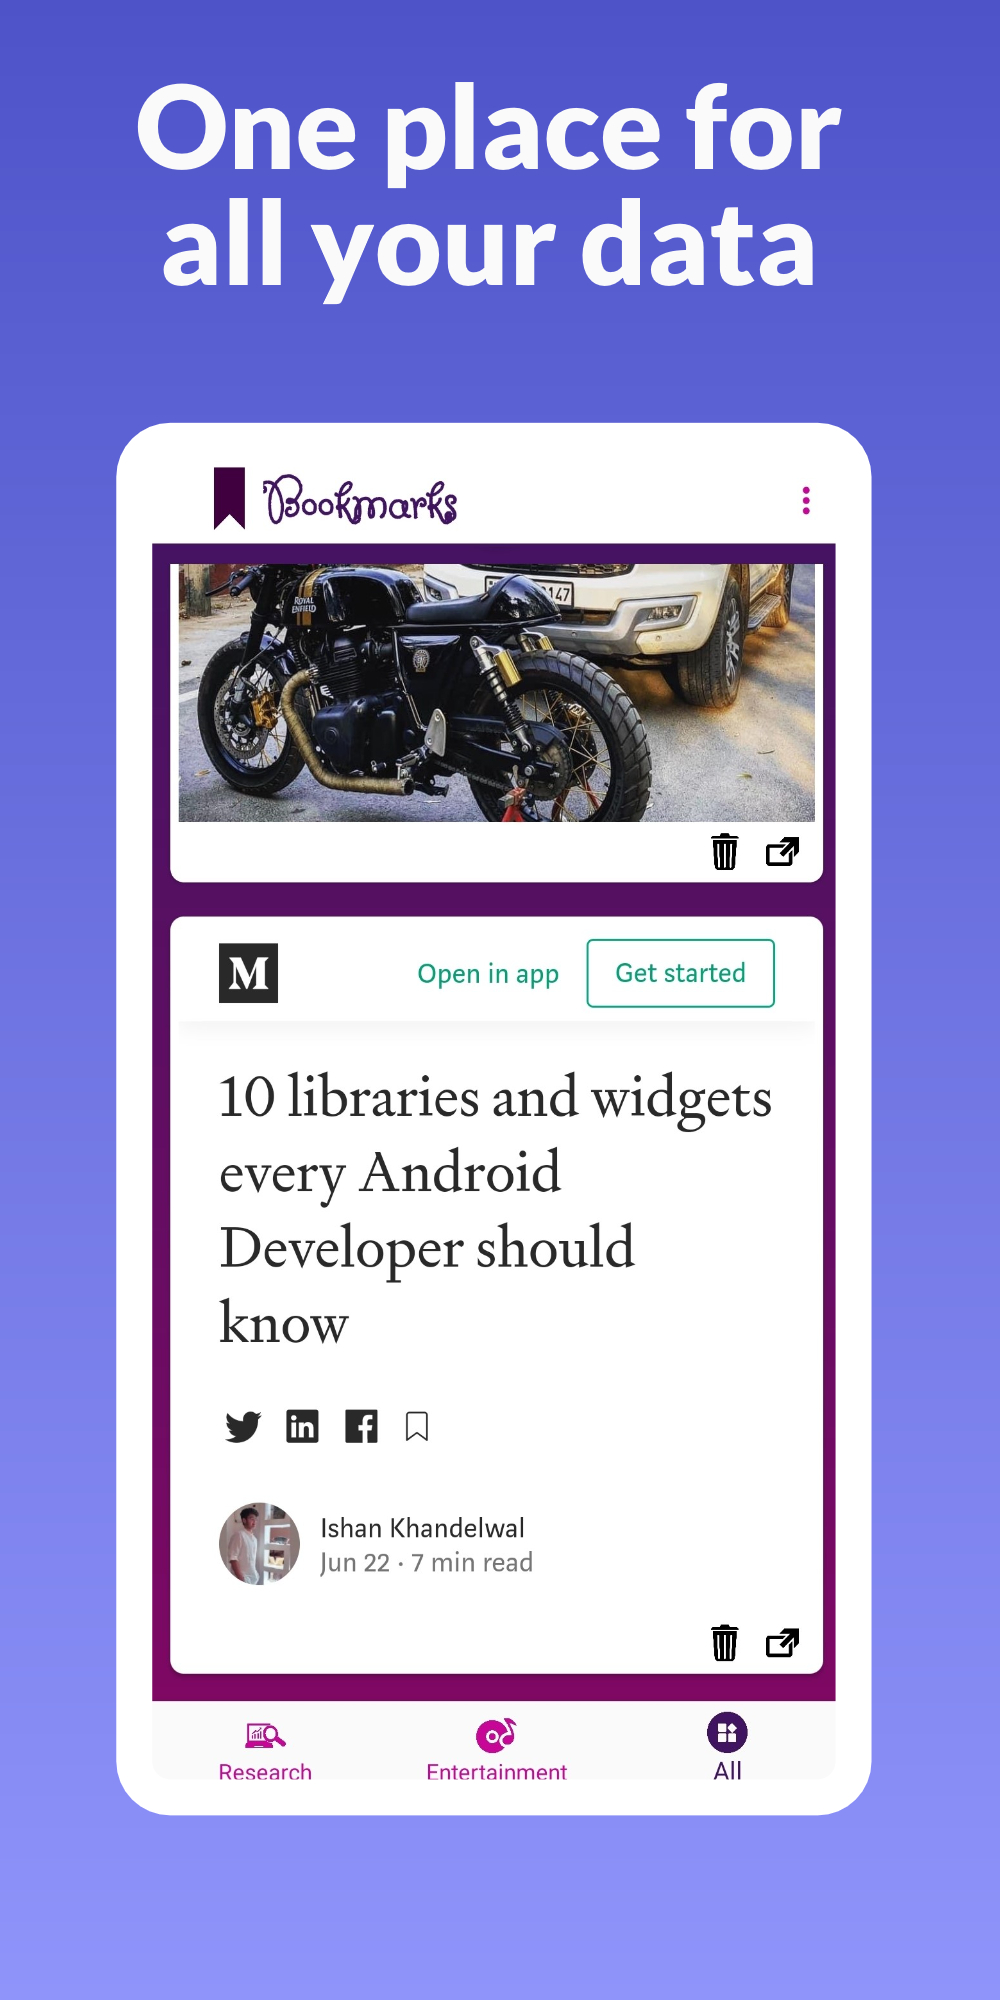 One place for
all your data
Bookmarks
ROYAL
ENFIELD
147
M
Open in app
Get started
10 libraries and widgets
every Android
Developer should
know
Ishan Khandelwal
Jun 22 · 7 min read
Research
Entertainment
All